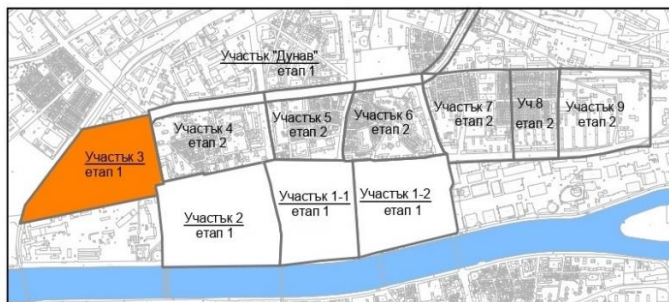 Участък "Дунав"
етап 1
Участък 3
етап 1
Участък 4
етап 2
Участък 5
етап 2
Участък 6
етап 2
Участък 7
етап 2
Уч.8
етап 2
Участък 9
етап 2
Участък 2
етап 1
Участък 1-1
етап 1
Участък 1-2
етап 1